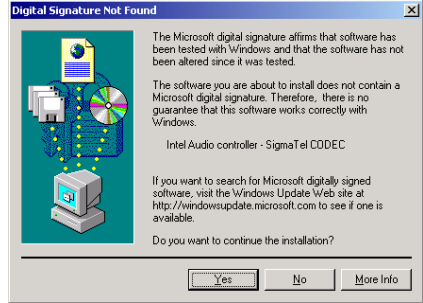 Digital Signature Not Found
The Microsoft digital signature affirms that software has
been tested with Windows and that the software has not
been altered since it was tested.
The software you are about to install does not contain a
Microsoft digital signature. Therefore, there is no
guarantee that this software works correctly with
Windows.
Intel Audio controller - SigmaTel CODEC
If you want to search for Microsoft digitally signed
software, visit the Windows Update Web site at
http://windowsupdate.microsoft.com to see if one is
available.
Do you want to continue the installation?
Yes No More Info